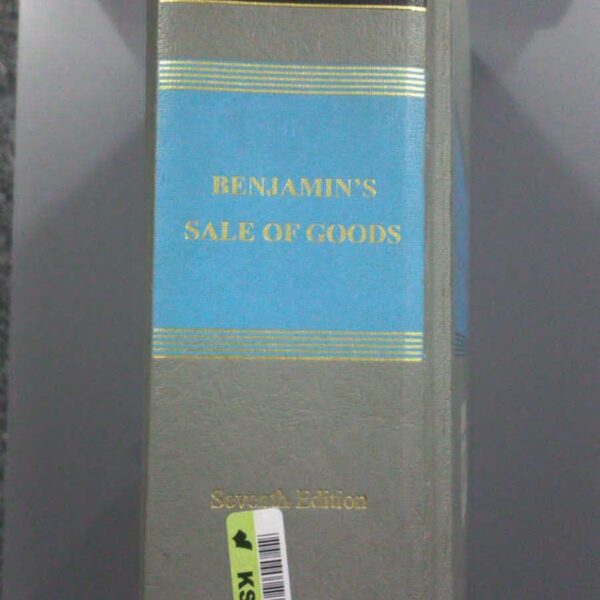 BENJAMIN'S
SALE OF GOODS
Seventh Edition
KS